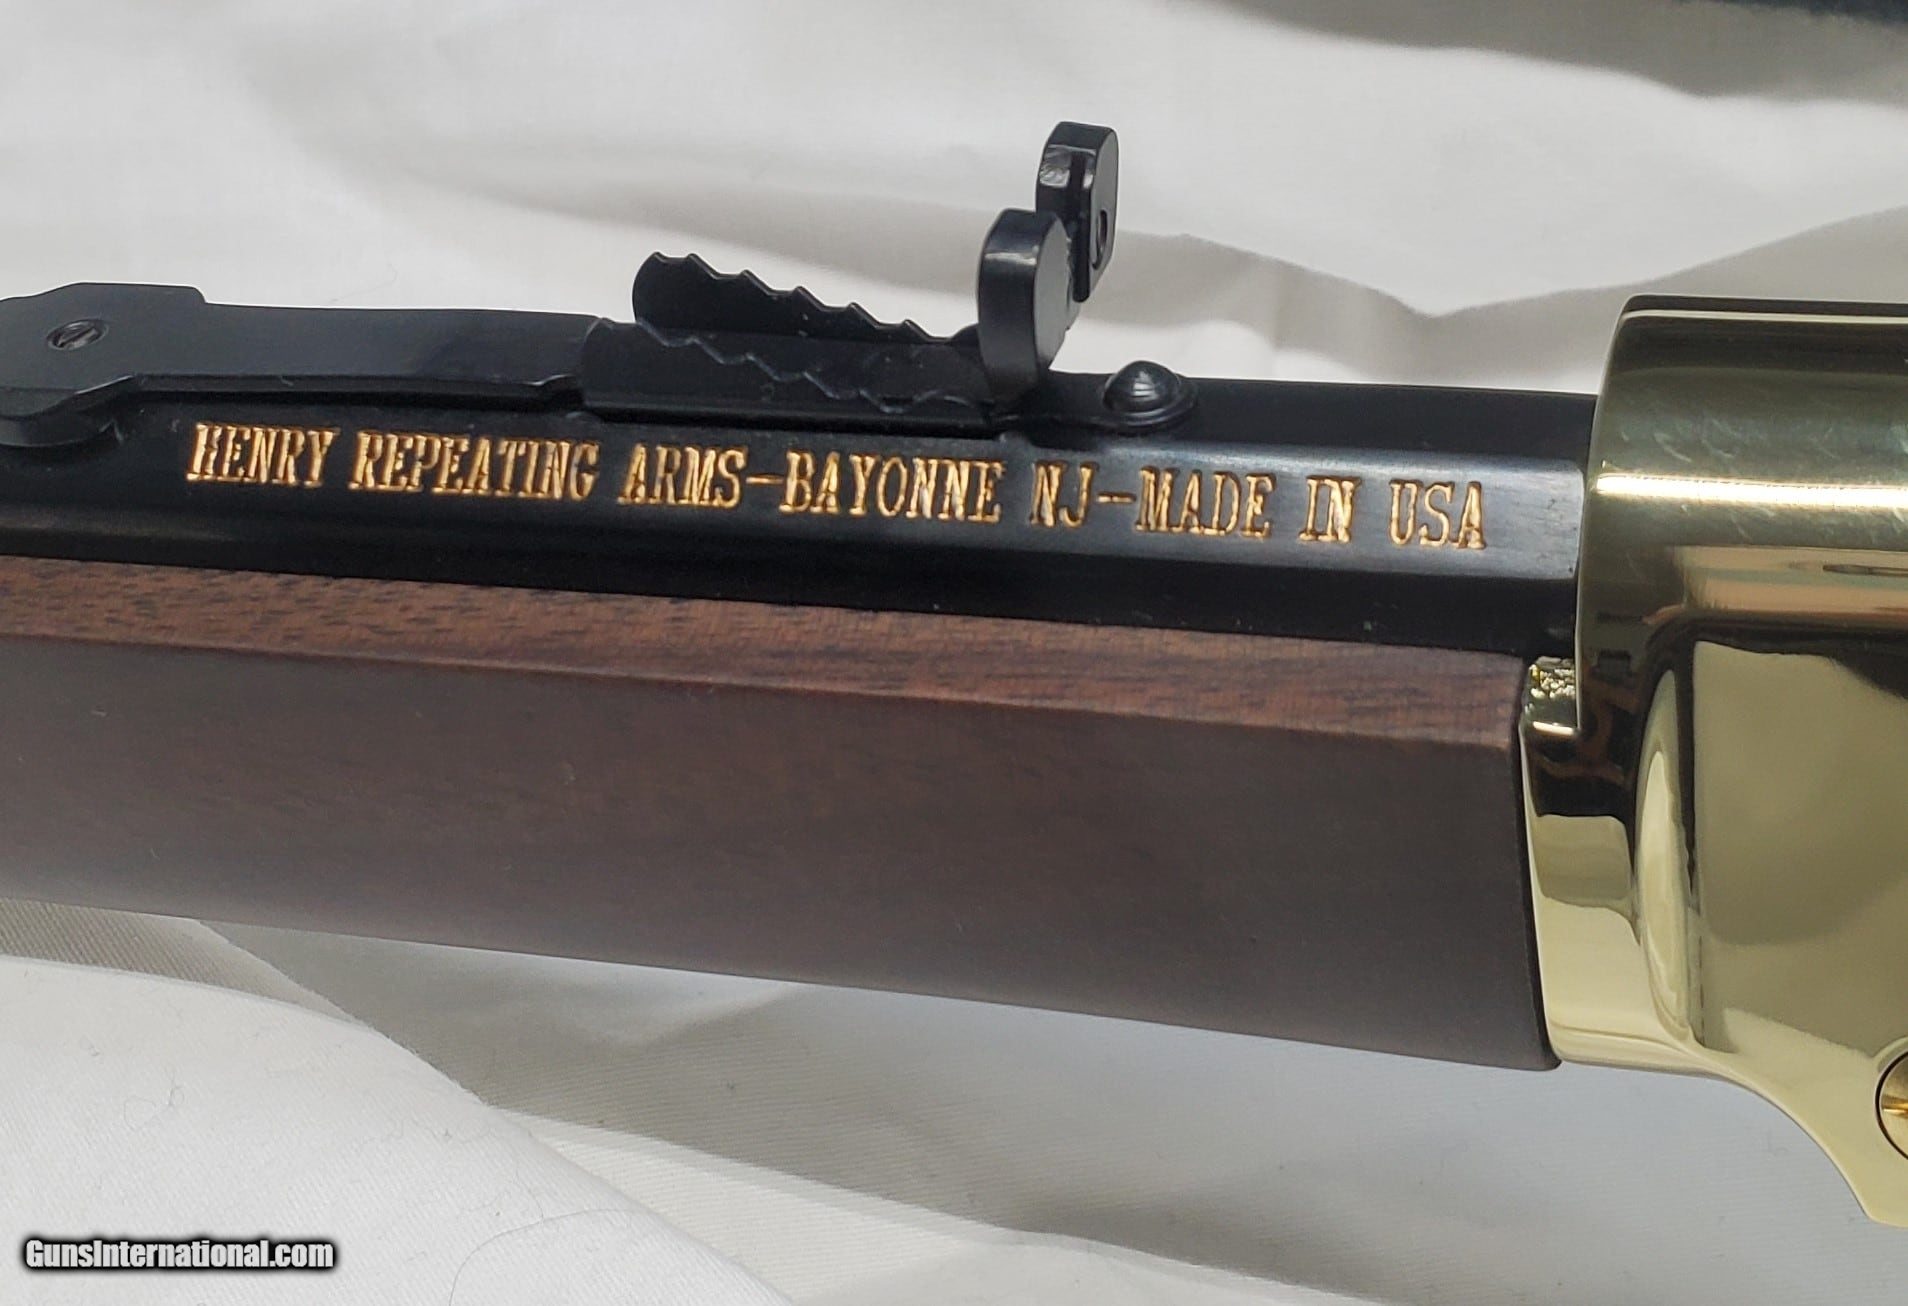 HENRY REPEATING ARMS-BAYONNE NJ-MADE IN USA
GunsInternational.com